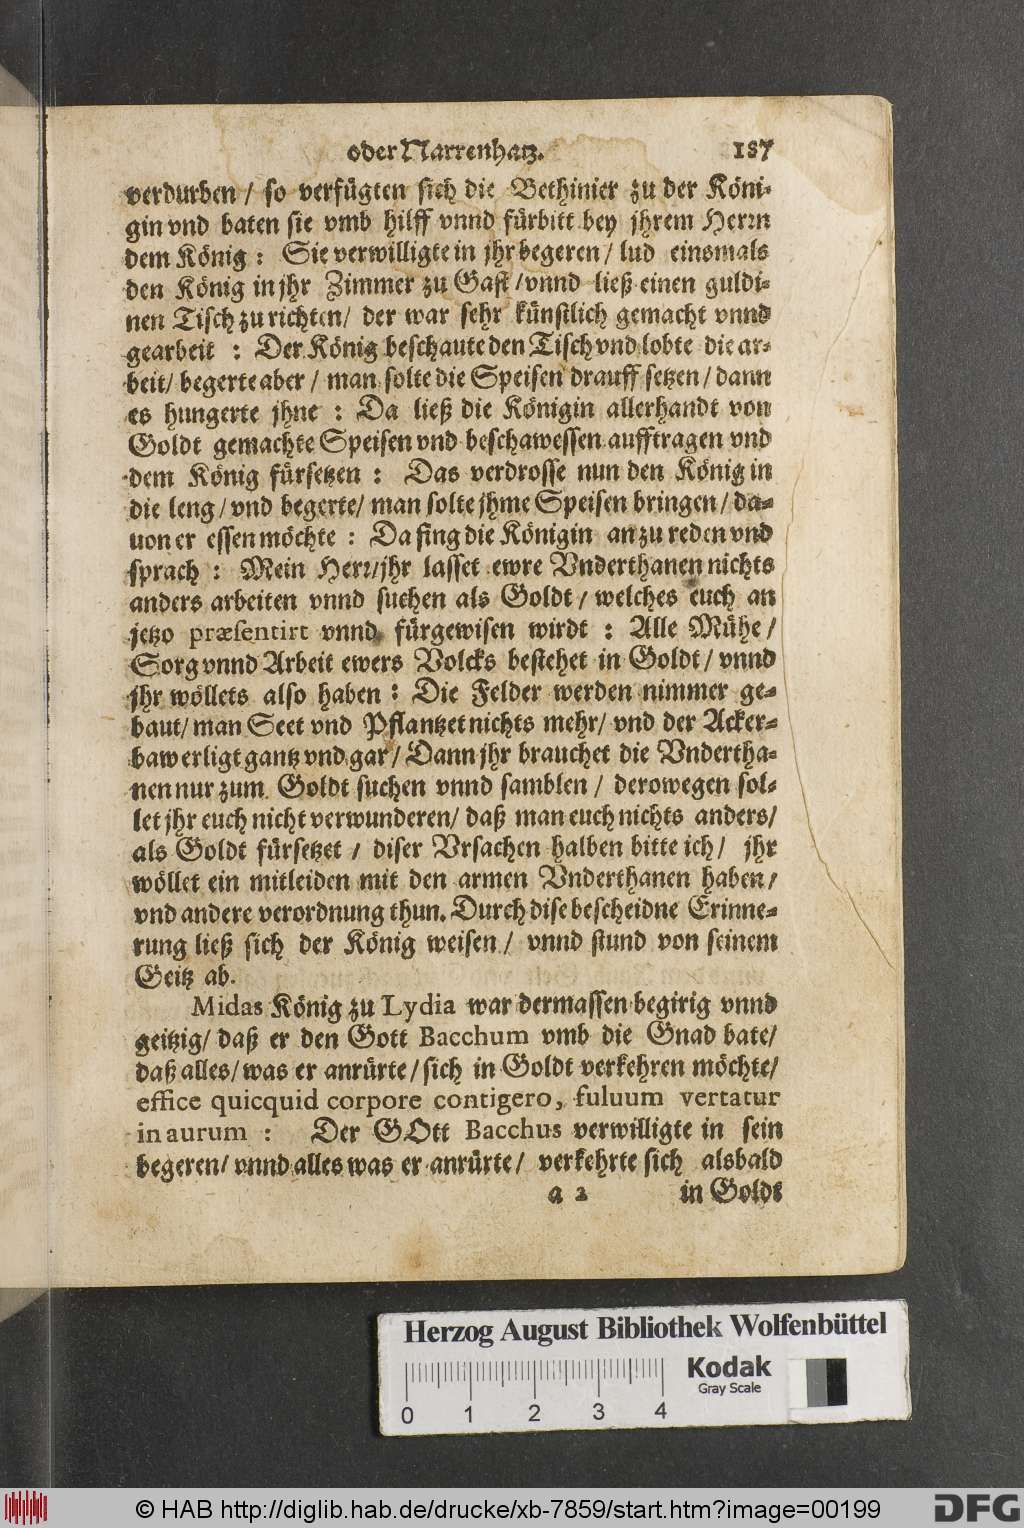 oder Narrenhatz. 187
verdurben / so verfügten sich die Bethinier zu der Köni-
gin vnd baten sie vmb hilff vnnd fürbitt bey jhrem Herrn
dem König : Sie verwilligte in jhr begeren / lud einsmals
den König in jhr Zimmer zu Gast / vnnd ließ einen guldi-
nen Tisch zu richten / der war sehr künstlich gemacht vnnd
gearbeit : Der König beschaute den Tisch vnd lobte die ar-
beit / begerte aber / man solte die Speisen drauff setzen / dann
es hungerte jhne : Da ließ die Königin allerhandt von
Goldt gemachte Speisen vnd beschawessen aufftragen vnd
dem König fürsetzen : Das verdrosse nun den König in
die leng / vnd begerte / man solte jhme Speisen bringen / da-
uon er essen möchte : Da fing die Königin an zu reden vnd
sprach : Mein Herr / jhr lasset ewre Vnderthanen nichts
anders arbeiten vnnd suchen als Goldt / welches euch an
jetzo præsentirt vnnd fürgewisen wirdt : Alle Mühe /
Sorg vnnd Arbeit ewers Volcks bestehet in Goldt / vnnd
jhr wöllets also haben : Die Felder werden nimmer ge-
baut / man Seet vnd Pflantzet nichts mehr / vnd der Acker-
baw erligt gantz vnd gar / Dann jhr brauchet die Vndertha-
nen nur zum Goldt suchen vnnd samblen / derowegen sol-
let jhr euch nicht verwunderen / daß man euch nichts anders /
als Goldt fürsetzet / diser Vrsachen halben bitte ich / jhr
wöllet ein mitleiden mit den armen Vnderthanen haben /
vnd andere verordnung thun. Durch dise bescheidne Erinne-
rung ließ sich der König weisen / vnnd stund von seinem
Geitz ab.
Midas König zu Lydia war dermassen begirig vnnd
geitzig / daß er den Gott Bacchum vmb die Gnad bate /
daß alles / was er anrürte / sich in Goldt verkehren möchte /
effice quicquid corpore contigero, fuluum vertatur
in aurum : Der GOtt Bacchus verwilligte in sein
begeren / vnnd alles was er anrürte / verkehrte sich alsbald
a 2 in Goldt
Herzog August Bibliothek Wolfenbüttel
Kodak
Gray Scale
0 1 2 3 4
© HAB http://diglib.hab.de/drucke/xb-7859/start.htm?image=00199
DFG